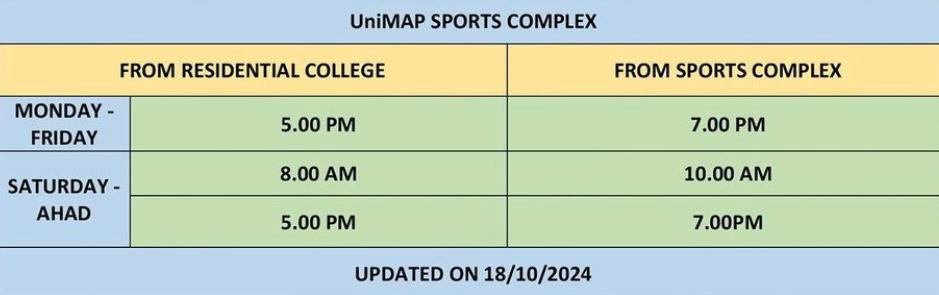 UniMAP SPORTS COMPLEX
FROM RESIDENTIAL COLLEGE
FROM SPORTS COMPLEX
MONDAY -
FRIDAY
5.00 PM
7.00 PM
SATURDAY -
AHAD
8.00 AM
10.00 AM
5.00 PM
7.00PM
UPDATED ON 18/10/2024